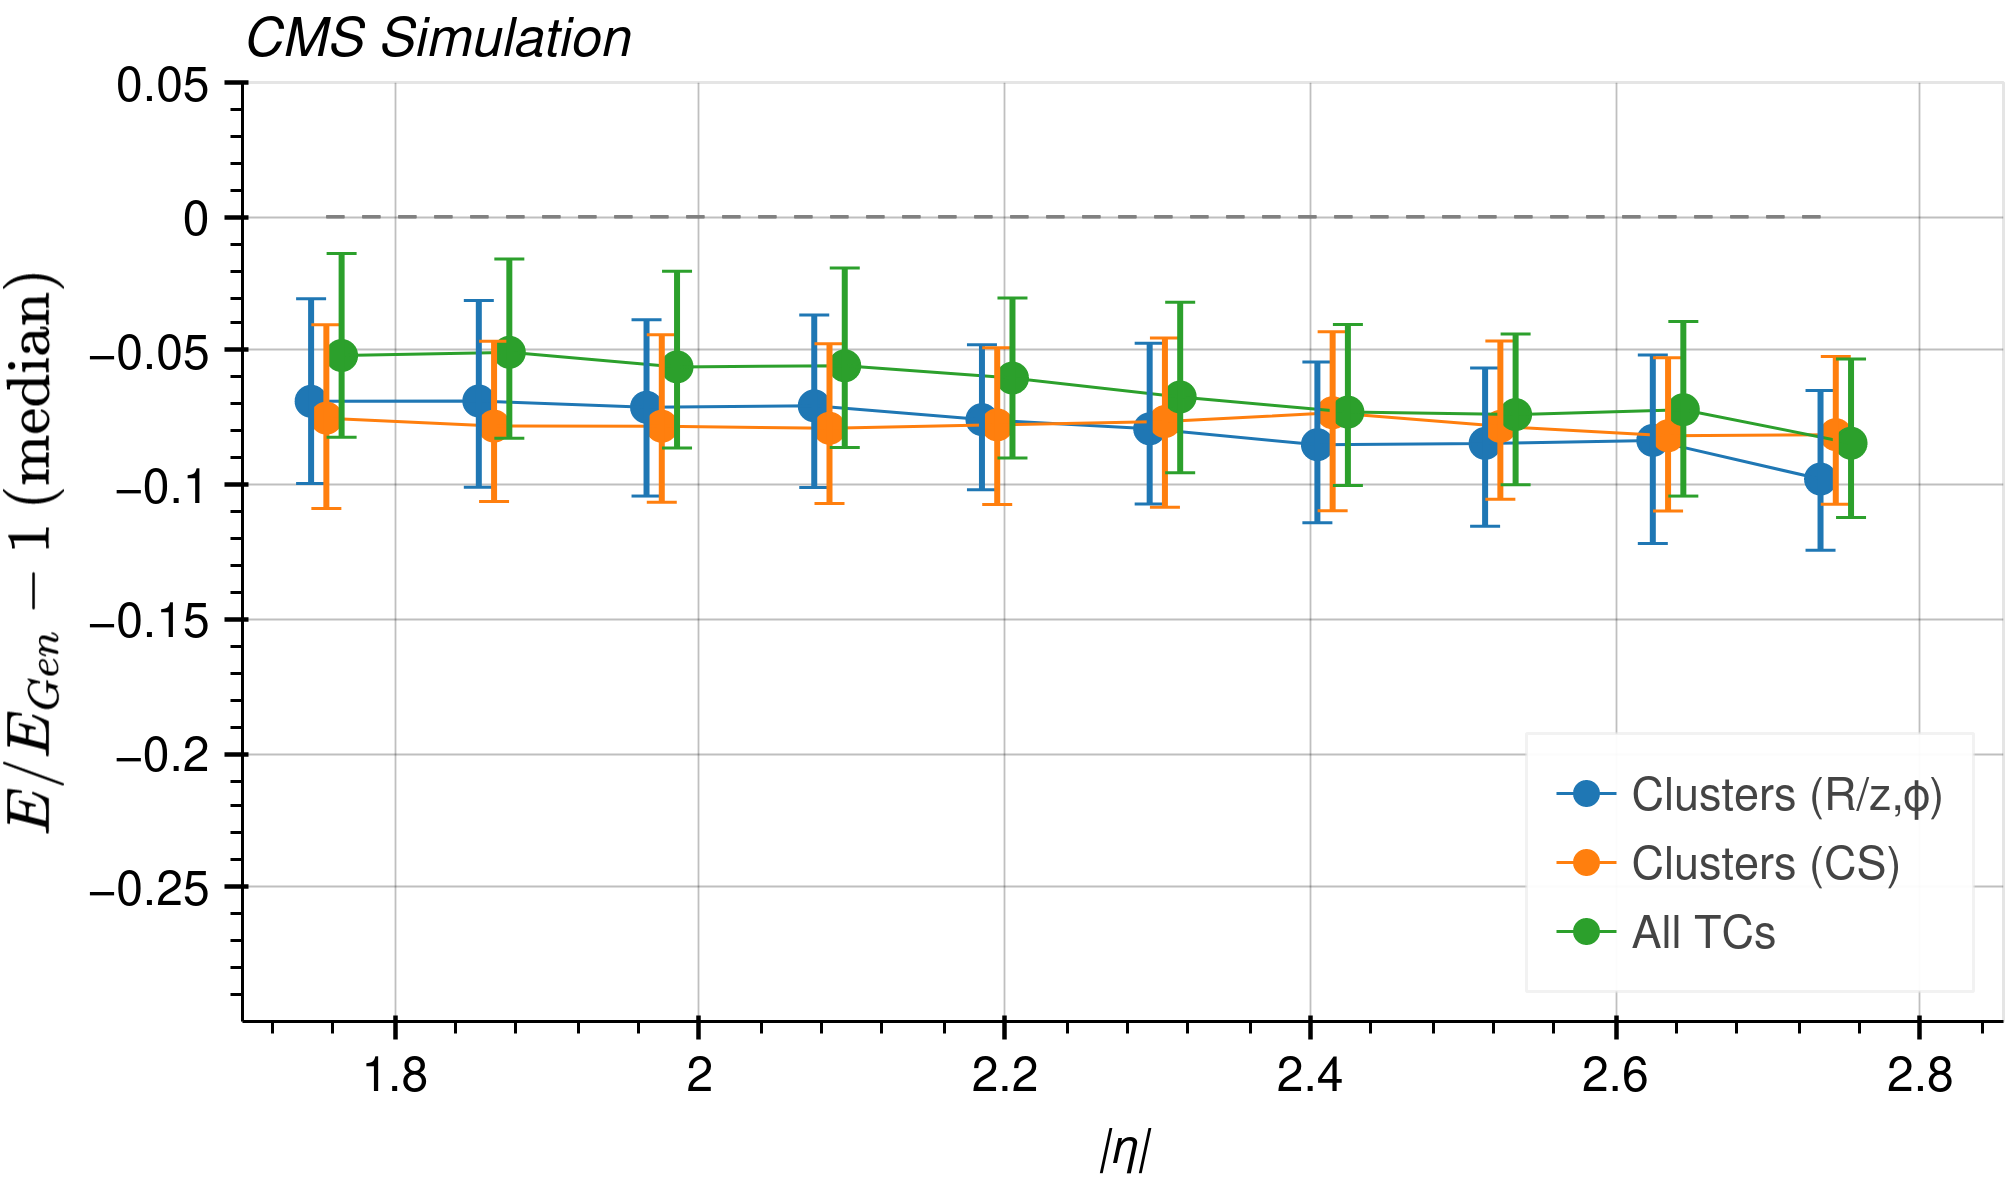 CMS Simulation
0.05
0
−0.05
−0.1
−0.15
−0.2
−0.25
E/E_Gen − 1 (median)
1.8 2 2.2 2.4 2.6 2.8
|η|
Clusters (R/z,ϕ)
Clusters (CS)
All TCs